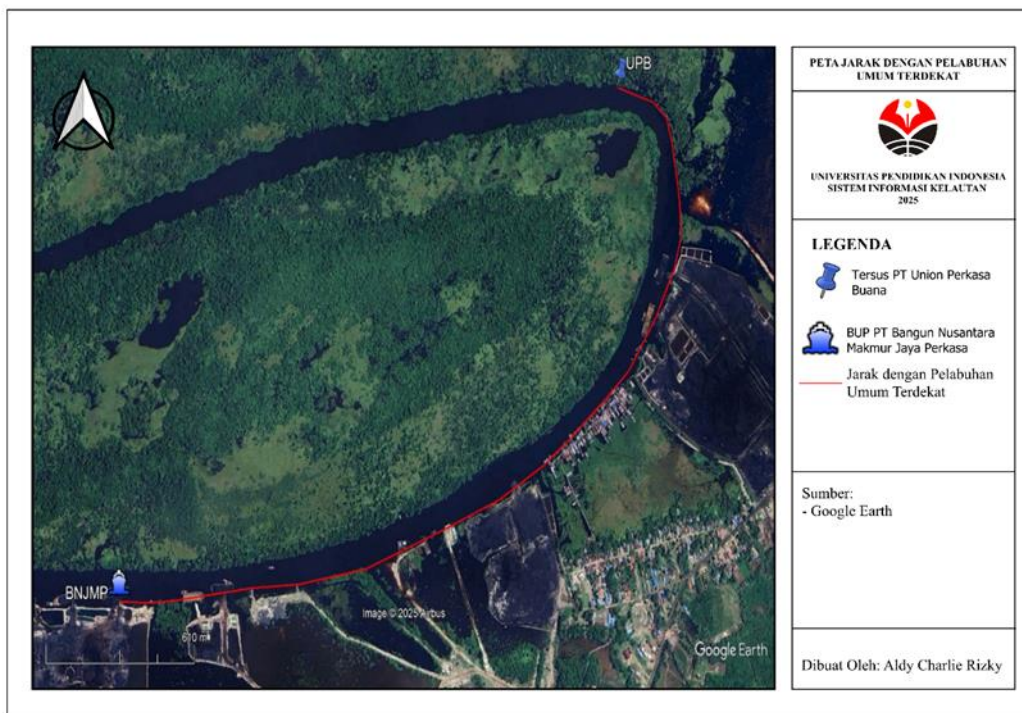 UPB
BNJMP
610 m
Image © 2025 Airbus
Google Earth
PETA JARAK DENGAN PELABUHAN
UMUM TERDEKAT
UNIVERSITAS PENDIDIKAN INDONESIA
SISTEM INFORMASI KELAUTAN
2025
LEGENDA
Tersus PT Union Perkasa
Buana
BUP PT Bangun Nusantara
Makmur Jaya Perkasa
Jarak dengan Pelabuhan
Umum Terdekat
Sumber:
- Google Earth
Dibuat Oleh: Aldy Charlie Rizky